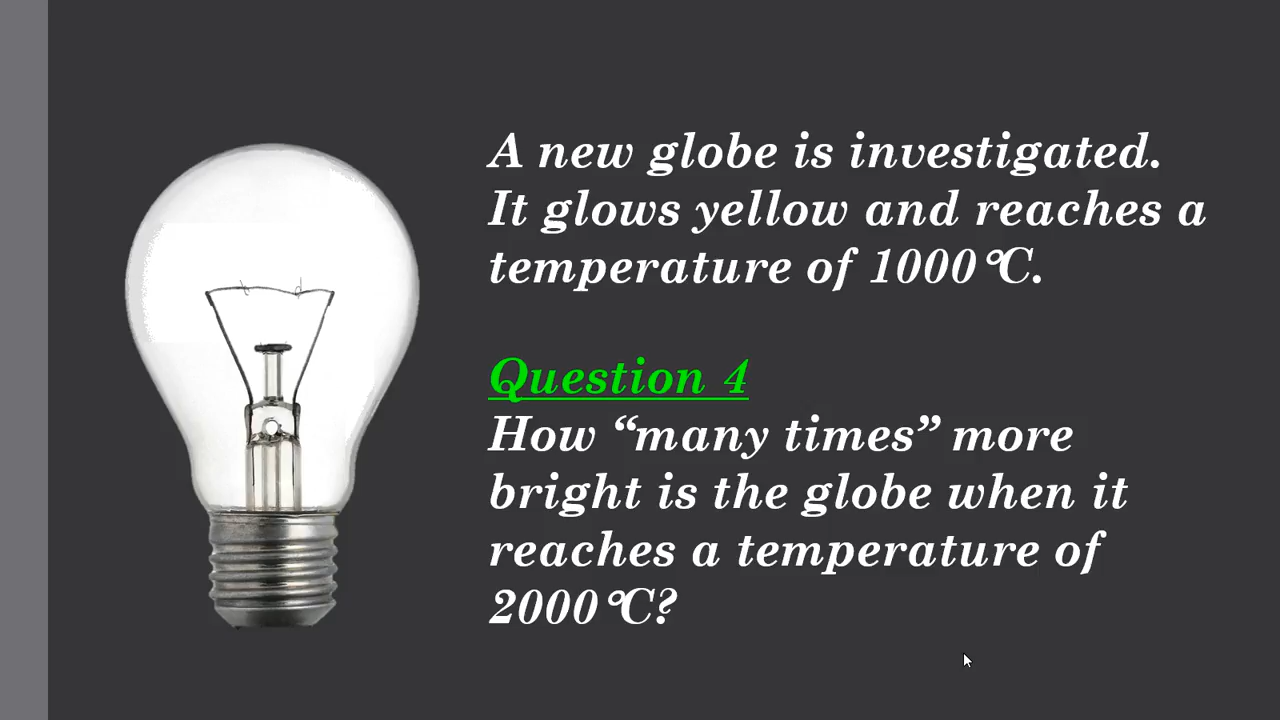 A new globe is investigated.
It glows yellow and reaches a
temperature of 1000℃.
Question 4
How “many times” more
bright is the globe when it
reaches a temperature of
2000℃?